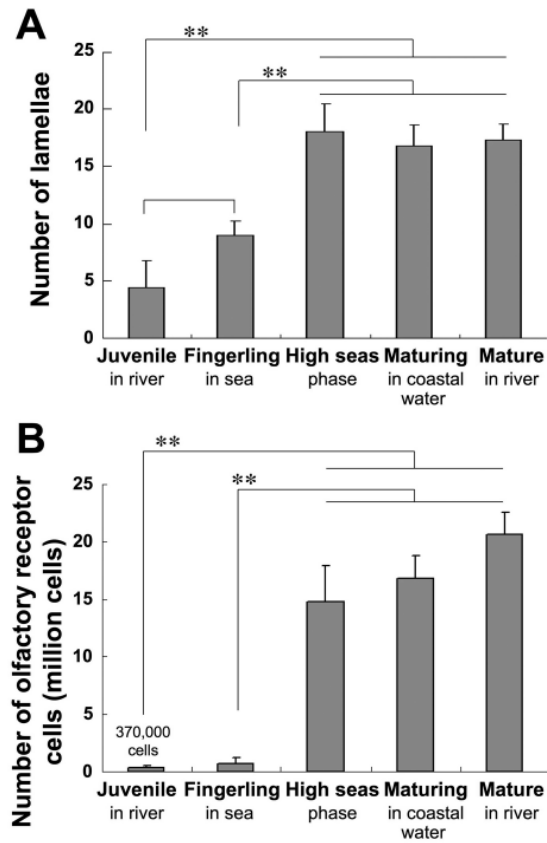 A
**
**
Number of lamellae
25
20
15
10
5
0
Juvenile Fingerling High seas Maturing Mature
in river in sea phase in coastal in river
water
B
**
**
Number of olfactory receptor
cells (million cells)
25
20
15
10
5
0
370,000
cells
Juvenile Fingerling High seas Maturing Mature
in river in sea phase in coastal in river
water